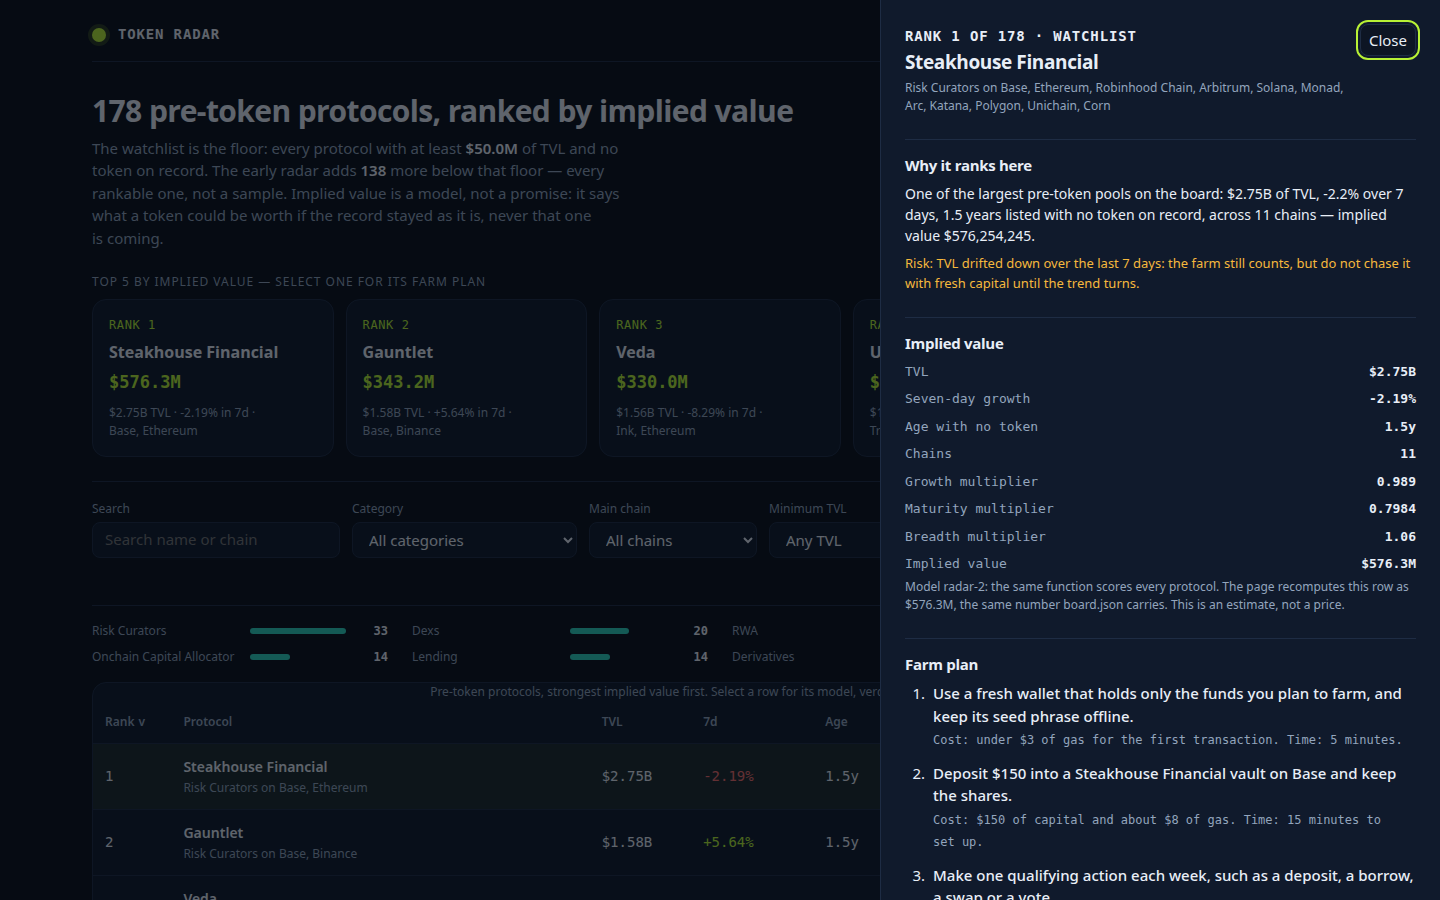 TOKEN RADAR
178 pre-token protocols, ranked by implied value
The watchlist is the floor: every protocol with at least $50.0M of TVL and no
token on record. The early radar adds 138 more below that floor — every
rankable one, not a sample. Implied value is a model, not a promise: it says
what a token could be worth if the record stayed as it is, never that one
is coming.
TOP 5 BY IMPLIED VALUE — SELECT ONE FOR ITS FARM PLAN
RANK 1
Steakhouse Financial
$576.3M
$2.75B TVL · -2.19% in 7d ·
Base, Ethereum
RANK 2
Gauntlet
$343.2M
$1.58B TVL · +5.64% in 7d ·
Base, Binance
RANK 3
Veda
$330.0M
$1.56B TVL · -8.29% in 7d ·
Ink, Ethereum
Search
Search name or chain
Category
All categories
Main chain
All chains
Minimum TVL
Any TVL
Risk Curators 33
Dexs 20
RWA
Onchain Capital Allocator 14
Lending 14
Derivatives
Pre-token protocols, strongest implied value first. Select a row for its model,
Rank v Protocol TVL 7d Age
1 Steakhouse Financial $2.75B -2.19% 1.5y
Risk Curators on Base, Ethereum
2 Gauntlet $1.58B +5.64% 1.5y
Risk Curators on Base, Binance
Veda
RANK 1 OF 178 · WATCHLIST
Close
Steakhouse Financial
Risk Curators on Base, Ethereum, Robinhood Chain, Arbitrum, Solana, Monad,
Arc, Katana, Polygon, Unichain, Corn
Why it ranks here
One of the largest pre-token pools on the board: $2.75B of TVL, -2.2% over 7
days, 1.5 years listed with no token on record, across 11 chains — implied
value $576,254,245.
Risk: TVL drifted down over the last 7 days: the farm still counts, but do not chase it
with fresh capital until the trend turns.
Implied value
TVL $2.75B
Seven-day growth -2.19%
Age with no token 1.5y
Chains 11
Growth multiplier 0.989
Maturity multiplier 0.7984
Breadth multiplier 1.06
Implied value $576.3M
Model radar-2: the same function scores every protocol. The page recomputes this row as
$576.3M, the same number board.json carries. This is an estimate, not a price.
Farm plan
1. Use a fresh wallet that holds only the funds you plan to farm, and
keep its seed phrase offline.
Cost: under $3 of gas for the first transaction. Time: 5 minutes.
2. Deposit $150 into a Steakhouse Financial vault on Base and keep
the shares.
Cost: $150 of capital and about $8 of gas. Time: 15 minutes to
set up.
3. Make one qualifying action each week, such as a deposit, a borrow,
a swap or a vote.